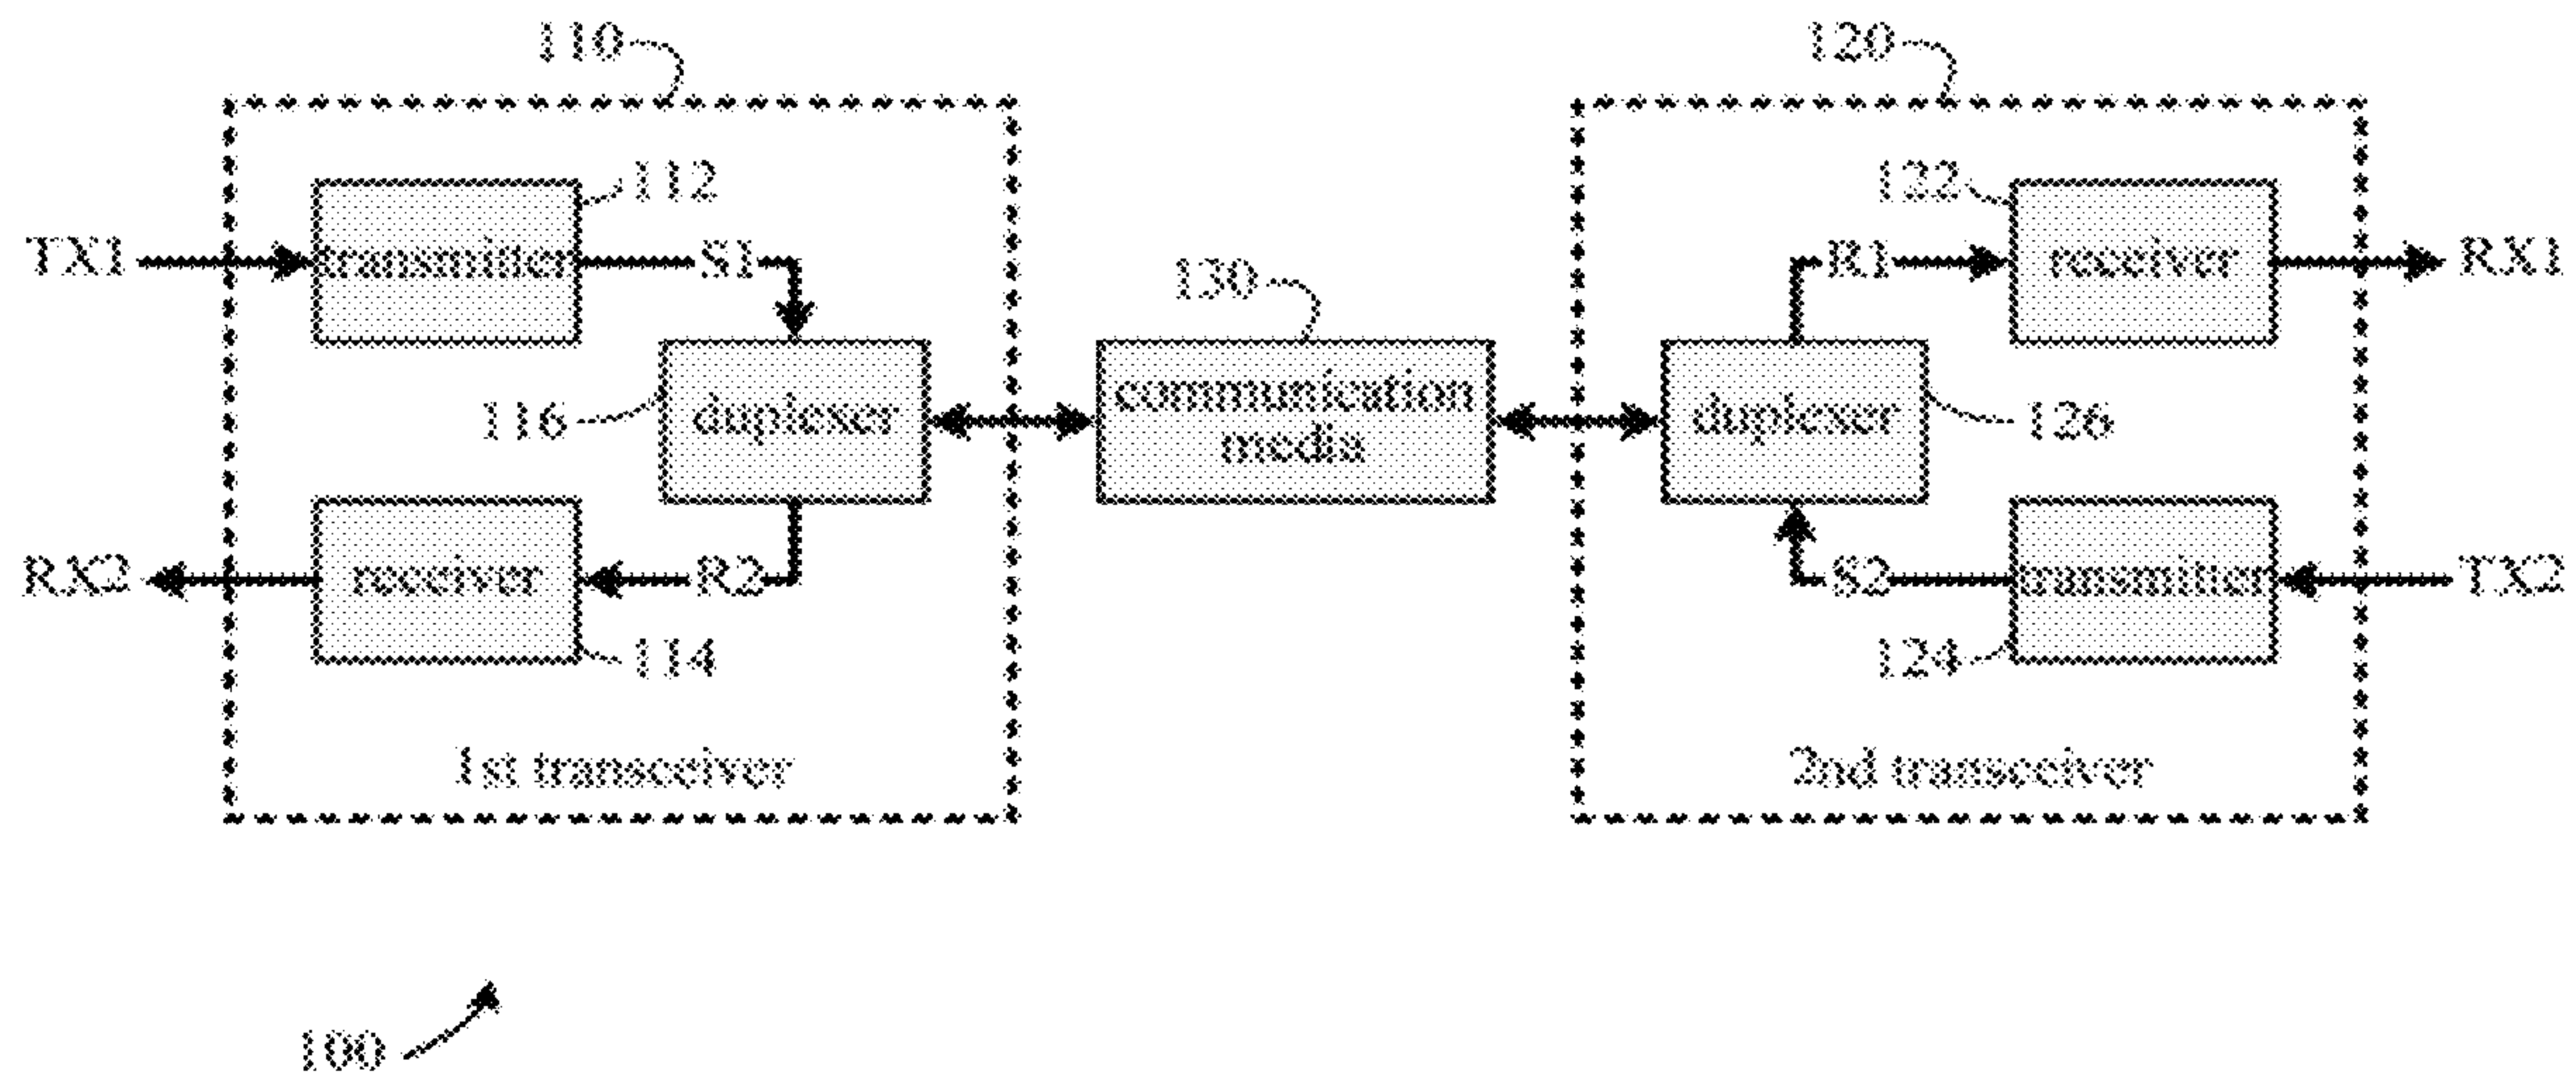 110
120
112
122
TX1
transmitter
S1
R1
receiver
RX1
130
116
duplexer
communication
media
duplexer
126
RX2
receiver
R2
S2
transmitter
TX2
114
124
1st transceiver
2nd transceiver
100